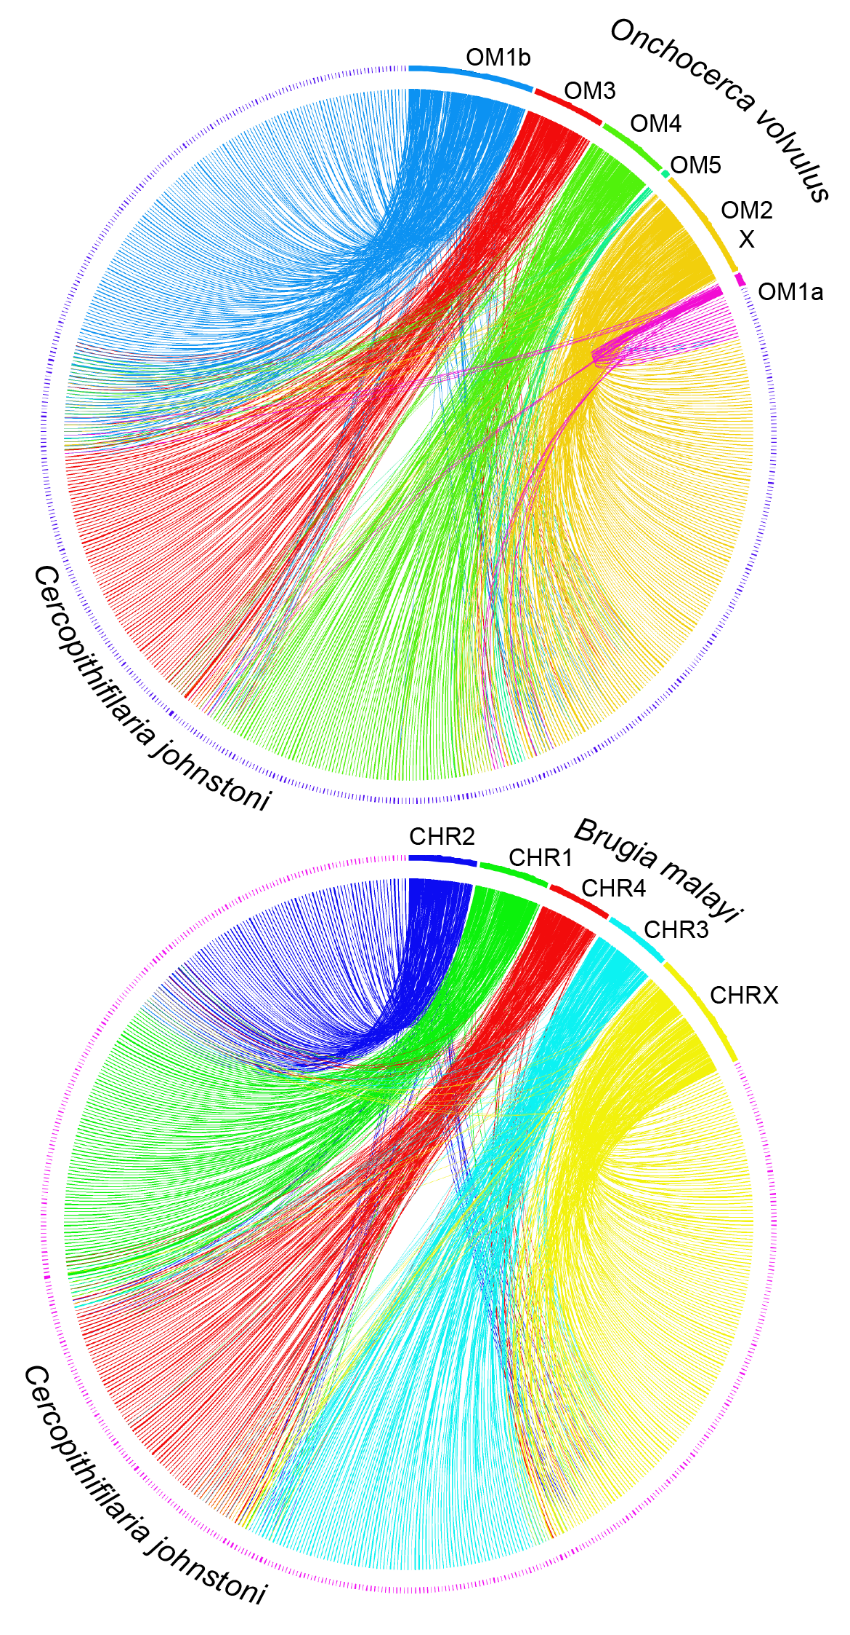 Onchocerca volvulus
OM1b
OM3
OM4
OM5
OM2
X
OM1a
Cercopithifilaria johnstoni
Brugia malayi
CHR2
CHR1
CHR4
CHR3
CHRX
Cercopithifilaria johnstoni